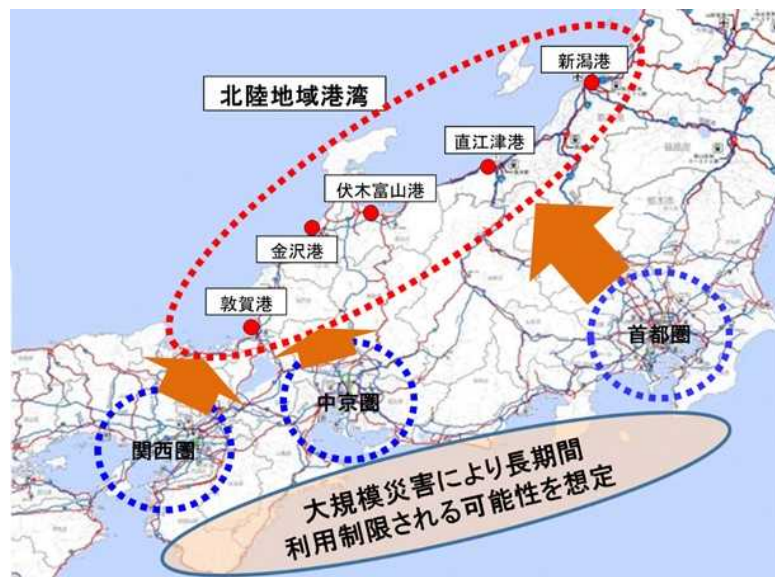 新潟港
北陸地域港湾
直江津港
伏木富山港
金沢港
敦賀港
首都圏
中京圏
関西圏
大規模災害により長期間
利用制限される可能性を想定